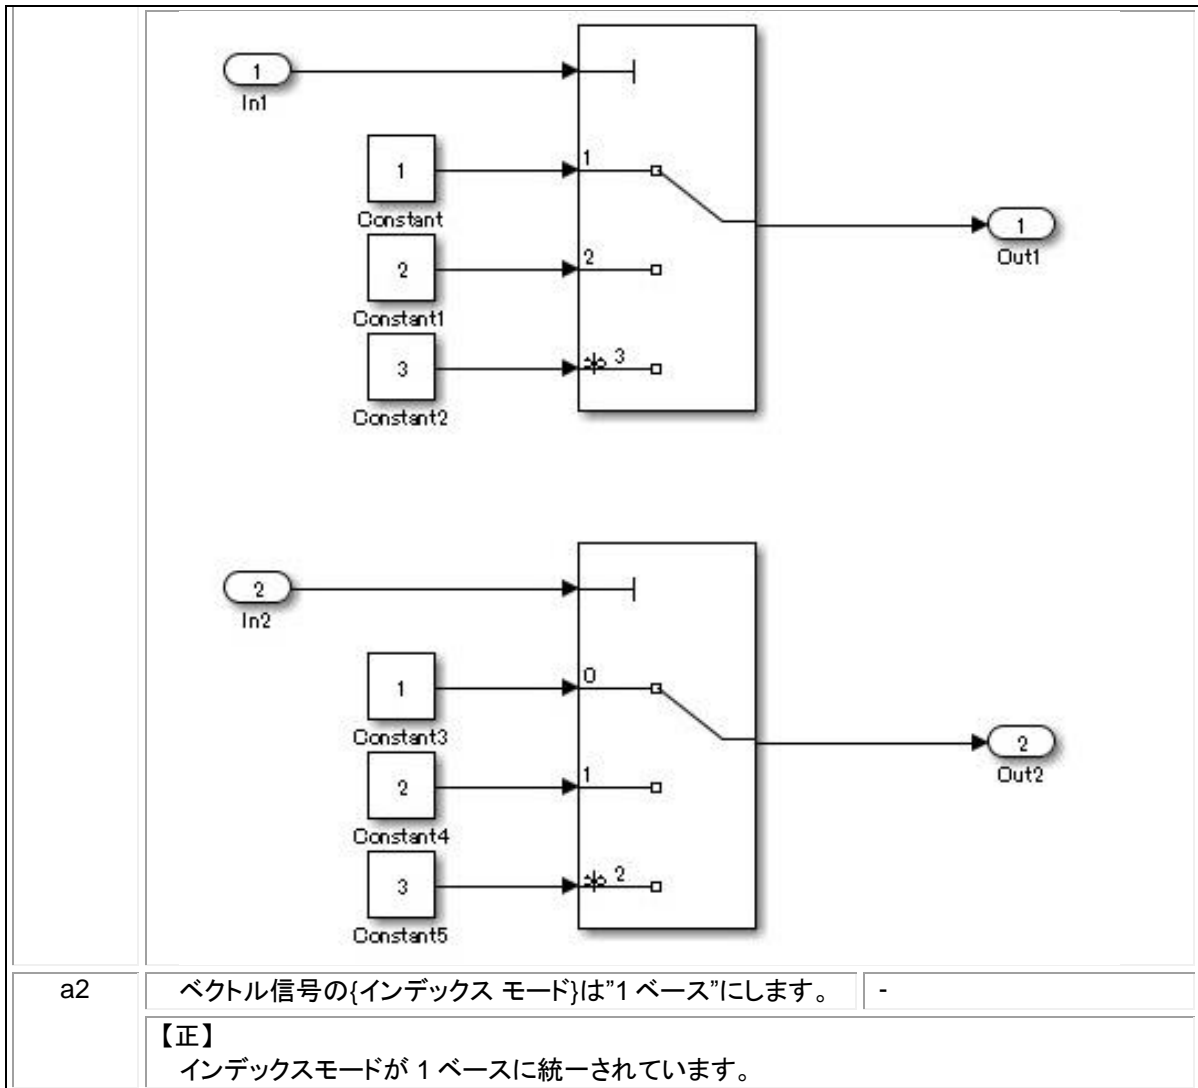 1
In1
1
1
Constant
1
Out1
2
2
Constant1
3
* 3
Constant2
2
In2
1
0
Constant3
2
Out2
2
1
Constant4
3
* 2
Constant5
a2
ベクトル信号の{インデックス モード}は”1 ベース”にします。
-
【正】
インデックスモードが 1 ベースに統一されています。